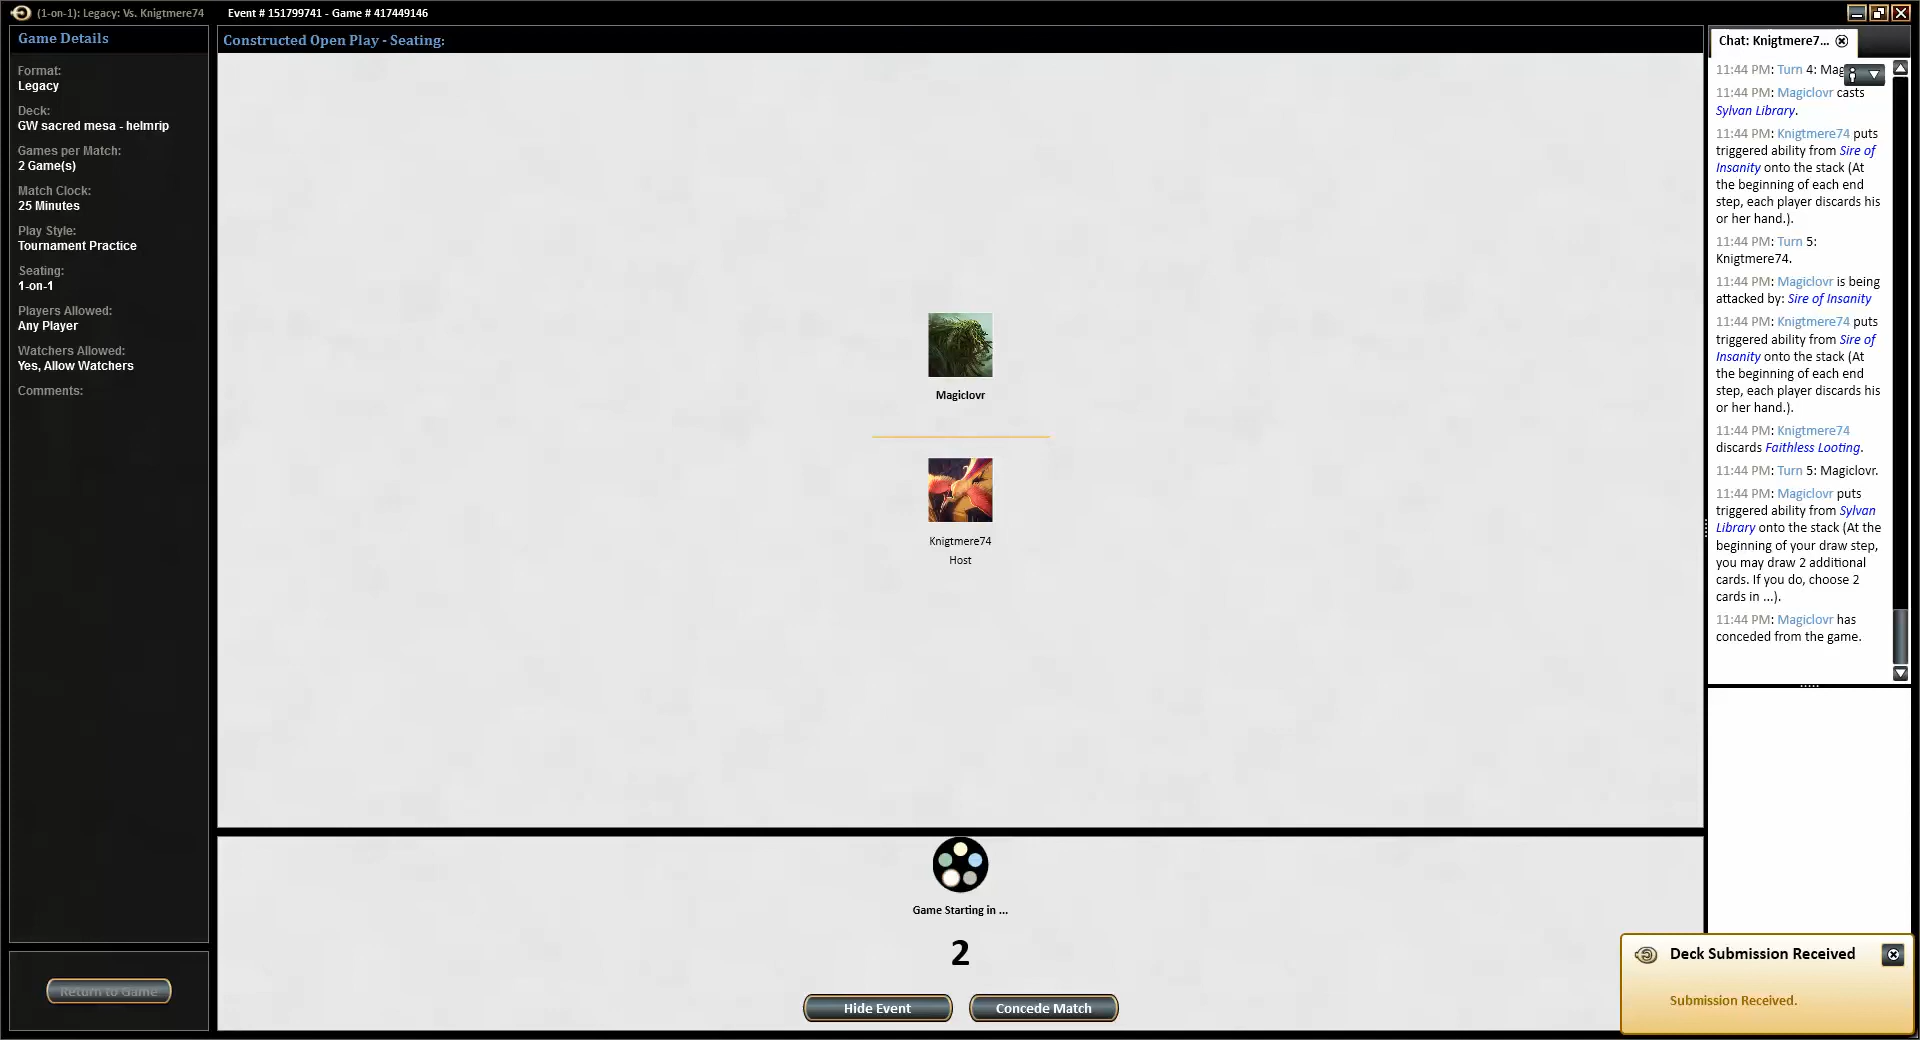 (1-on-1): Legacy: Vs. Knigtmere74
Event # 151799741 - Game # 417449146
Game Details
Format:
Legacy
Deck:
GW sacred mesa - helmrip
Games per Match:
2 Game(s)
Match Clock:
25 Minutes
Play Style:
Tournament Practice
Seating:
1-on-1
Players Allowed:
Any Player
Watchers Allowed:
Yes, Allow Watchers
Comments:
Return to Game
Constructed Open Play - Seating:
Magiclovr
Knigtmere74
Host
Game Starting in ...
2
Hide Event
Concede Match
Chat: Knigtmere7...
11:44 PM: Turn 4: Mag
11:44 PM: Magiclovr casts
Sylvan Library.
11:44 PM: Knigtmere74 puts
triggered ability from Sire of
Insanity onto the stack (At
the beginning of each end
step, each player discards his
or her hand.).
11:44 PM: Turn 5:
Knigtmere74.
11:44 PM: Magiclovr is being
attacked by: Sire of Insanity
11:44 PM: Knigtmere74 puts
triggered ability from Sire of
Insanity onto the stack (At
the beginning of each end
step, each player discards his
or her hand.).
11:44 PM: Knigtmere74
discards Faithless Looting.
11:44 PM: Turn 5: Magiclovr.
11:44 PM: Magiclovr puts
triggered ability from Sylvan
Library onto the stack (At the
beginning of your draw step,
you may draw 2 additional
cards. If you do, choose 2
cards in ...).
11:44 PM: Magiclovr has
conceded from the game.
Deck Submission Received
Submission Received.